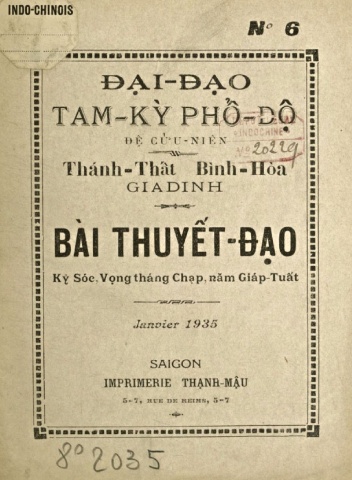 INDO-CHINOIS
Nº 6
ĐẠI-ĐẠO
TAM-KỲ PHỔ-ĐỘ
ĐỆ CỬU-NIÊN
Thánh-Thất Bình-Hòa
GIADINH
INDOCHINE
Nº 20229
BÀI THUYẾT-ĐẠO
Kỳ Sóc, Vọng tháng Chạp, năm Giáp-Tuất
Janvier 1935
SAIGON
IMPRIMERIE THẠNH-MẬU
5-7, RUE DE REIMS, 5-7
8º 2035